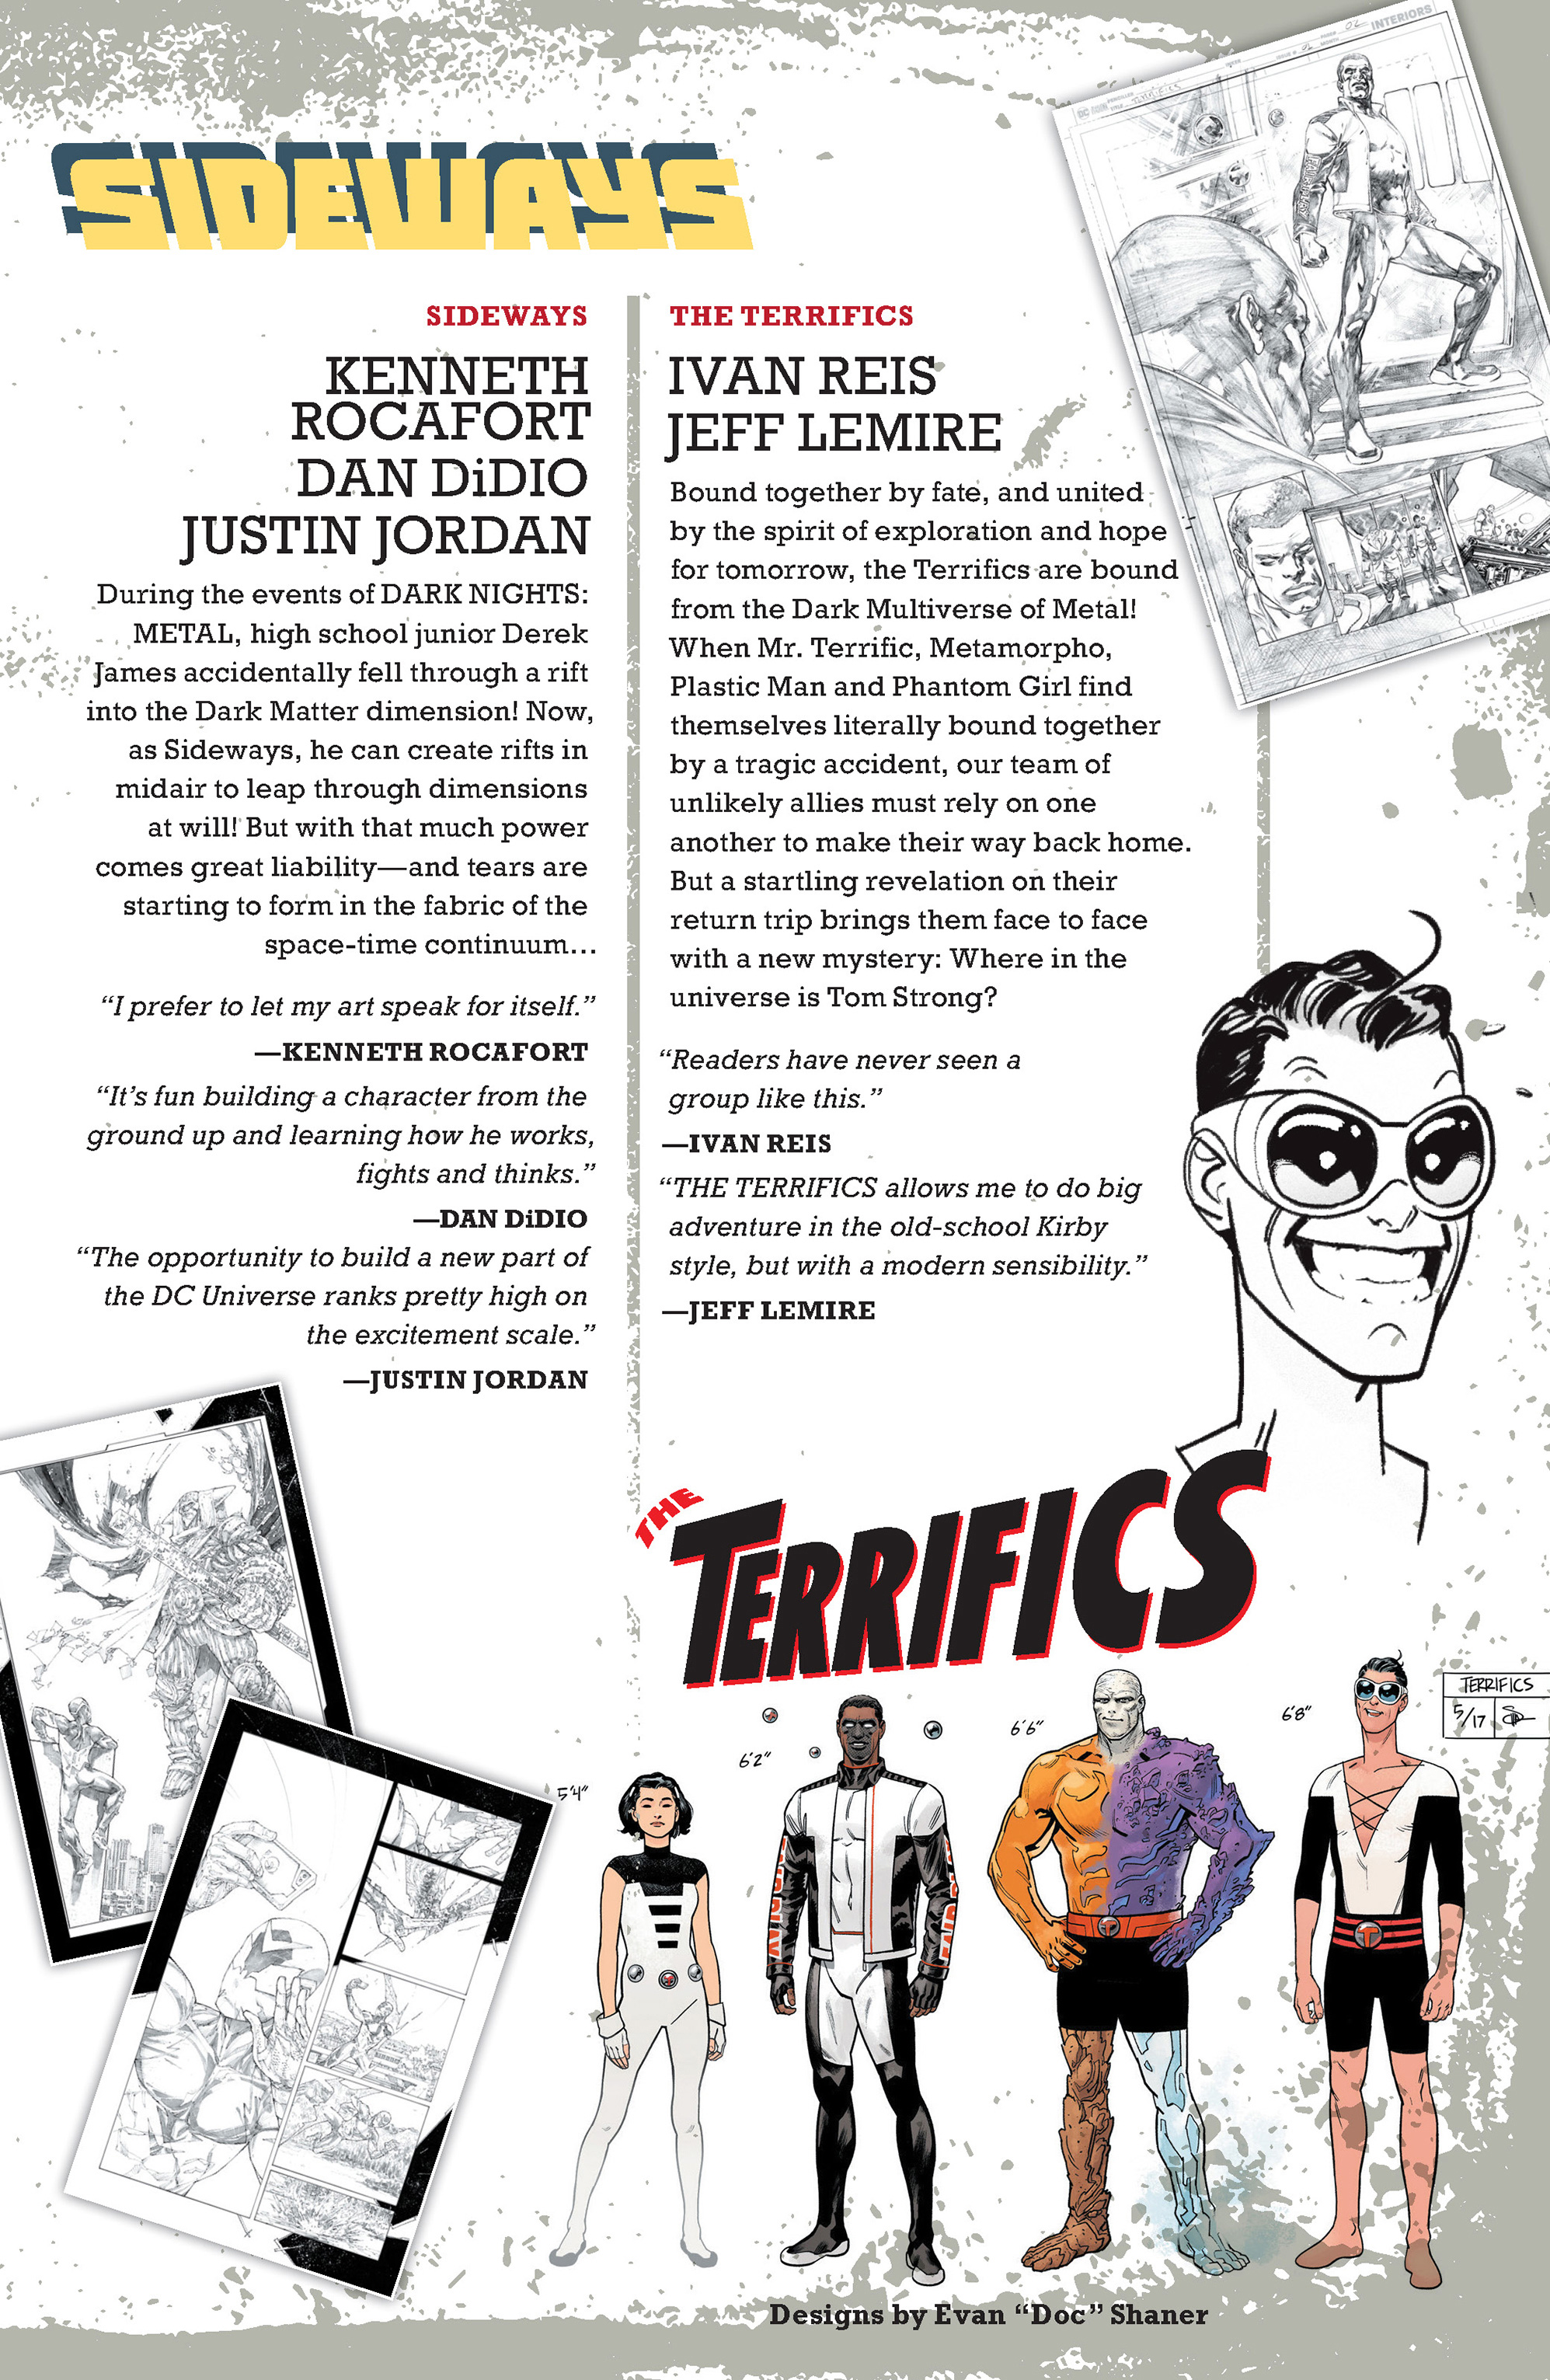 SIDEWAYS
SIDEWAYS
KENNETH
ROCAFORT
DAN DiDIO
JUSTIN JORDAN
During the events of DARK NIGHTS:
METAL, high school junior Derek
James accidentally fell through a rift
into the Dark Matter dimension! Now,
as Sideways, he can create rifts in
midair to leap through dimensions
at will! But with that much power
comes great liability—and tears are
starting to form in the fabric of the
space-time continuum…
“I prefer to let my art speak for itself.”
—KENNETH ROCAFORT
“It’s fun building a character from the
ground up and learning how he works,
fights and thinks.”
—DAN DiDIO
“The opportunity to build a new part of
the DC Universe ranks pretty high on
the excitement scale.”
—JUSTIN JORDAN
THE TERRIFICS
IVAN REIS
JEFF LEMIRE
Bound together by fate, and united
by the spirit of exploration and hope
for tomorrow, the Terrifics are bound
from the Dark Multiverse of Metal!
When Mr. Terrific, Metamorpho,
Plastic Man and Phantom Girl find
themselves literally bound together
by a tragic accident, our team of
unlikely allies must rely on one
another to make their way back home.
But a startling revelation on their
return trip brings them face to face
with a new mystery: Where in the
universe is Tom Strong?
“Readers have never seen a
group like this.”
—IVAN REIS
“THE TERRIFICS allows me to do big
adventure in the old-school Kirby
style, but with a modern sensibility.”
—JEFF LEMIRE
INTERIORS
THE
TERRIFICS
5'4"
6'2"
6'6"
6'8"
TERRIFICS
5/17
Designs by Evan “Doc” Shaner